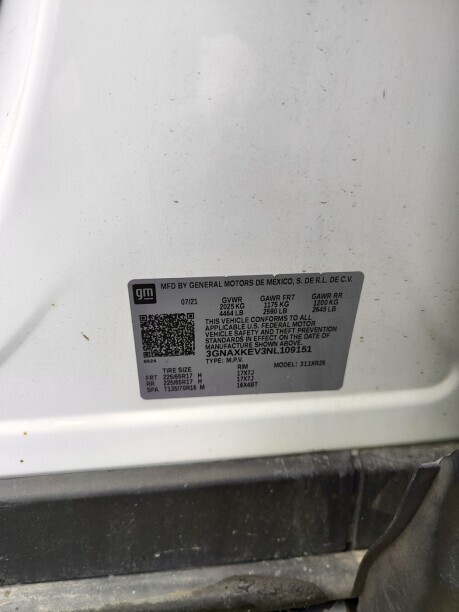 gm
MFD BY GENERAL MOTORS DE MEXICO, S. DE R.L. DE C.V.
07/21 GVWR GAWR FRT GAWR RR
2025 KG 1175 KG 1200 KG
4464 LB 2590 LB 2645 LB
THIS VEHICLE CONFORMS TO ALL
APPLICABLE U.S. FEDERAL MOTOR
VEHICLE SAFETY AND THEFT PREVENTION
STANDARDS IN EFFECT ON THE DATE OF
MANUFACTURE SHOWN ABOVE.
3GNAXKEV3NL109151
TYPE: M.P.V. MODEL: 311XR26
TIRE SIZE RIM
FRT 225/65R17 H 17X7J
RR 225/65R17 H 17X7J
SPA T135/70R16 M 16X4BT